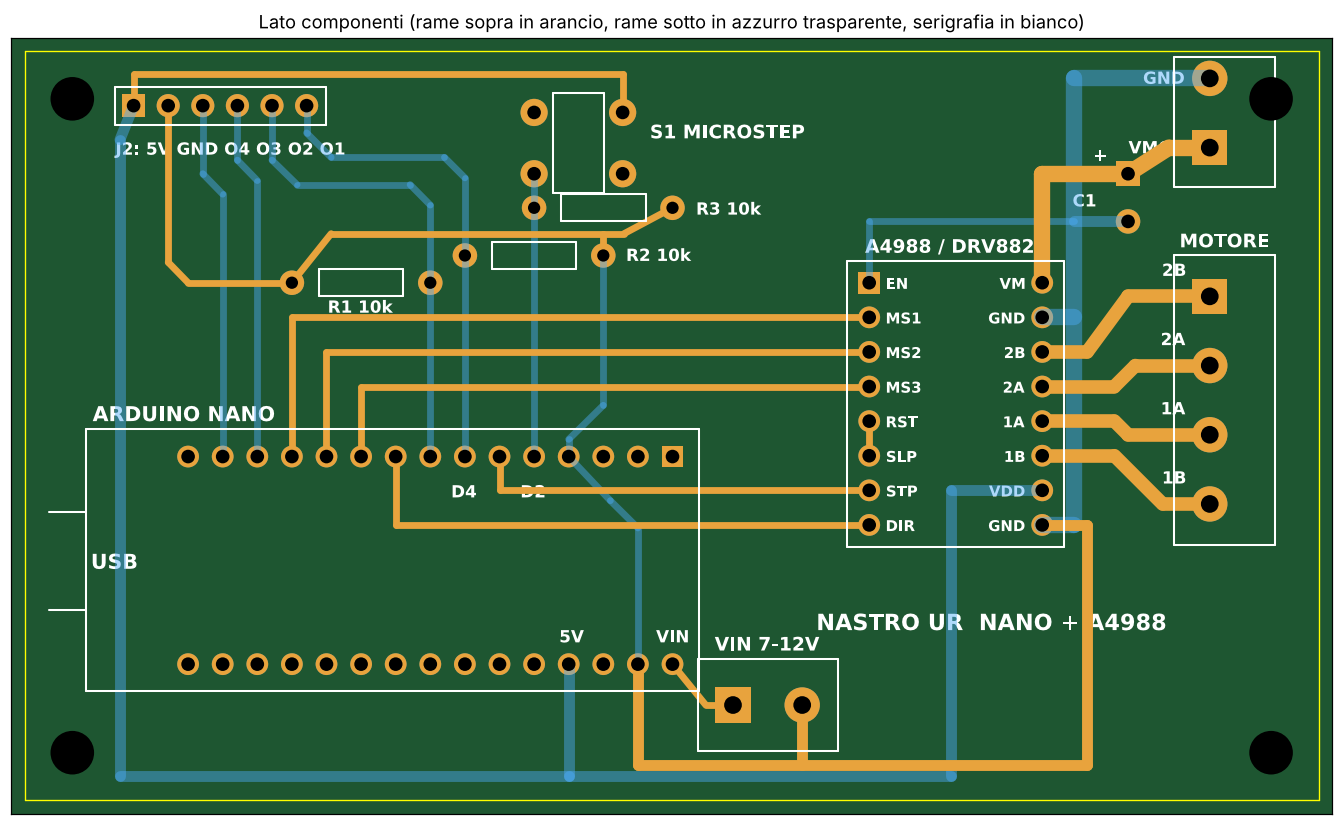 Lato componenti (rame sopra in arancio, rame sotto in azzurro trasparente, serigrafia in bianco)
GND
J2: 5V GND O4 O3 O2 O1
S1 MICROSTEP
VM
+
C1
R3 10k
R2 10k
R1 10k
A4988 / DRV882
MOTORE
EN VM
MS1 GND
MS2 2B
MS3 2A
RST 1A
SLP 1B
STP VDD
DIR GND
2B
2A
1A
1B
ARDUINO NANO
D4 D2
USB
5V VIN
NASTRO UR NANO + A4988
VIN 7-12V